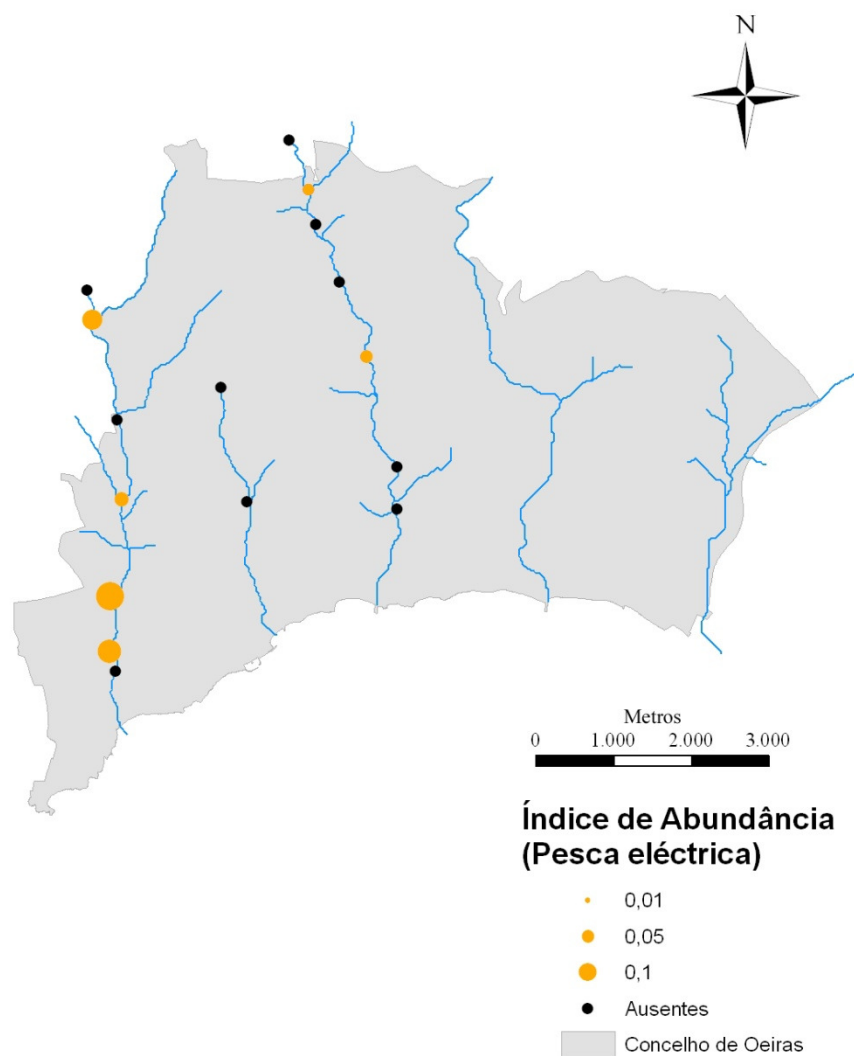 N
Metros
0 1.000 2.000 3.000
Índice de Abundância
(Pesca eléctrica)
0,01
0,05
0,1
Ausentes
Concelho de Oeiras